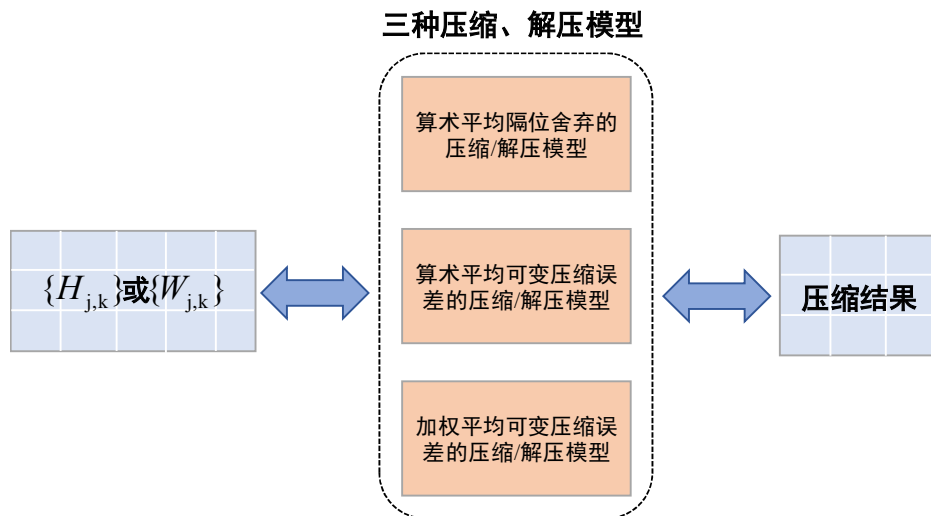 三种压缩、解压模型
算术平均隔位舍弃的
压缩/解压模型
{H_{j,k}}或{W_{j,k}}
算术平均可变压缩误
差的压缩/解压模型
压缩结果
加权平均可变压缩误
差的压缩/解压模型